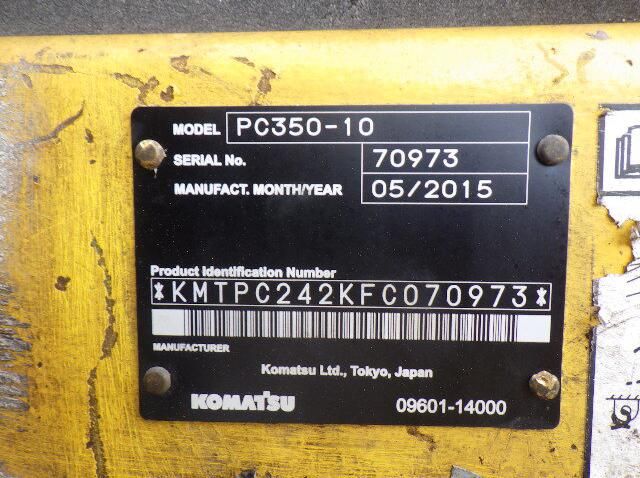 MODEL PC350-10
SERIAL No. 70973
MANUFACT. MONTH/YEAR 05/2015
Product Identification Number
*KMTPC242KFC070973*
MANUFACTURER
Komatsu Ltd., Tokyo, Japan
KOMATSU 09601-14000